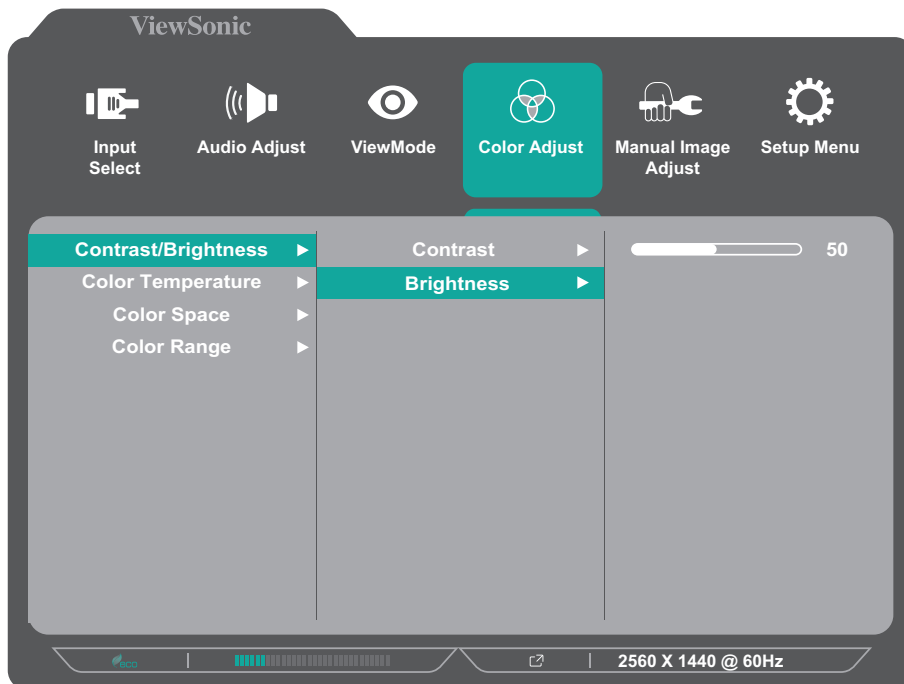 ViewSonic
Input
Select
Audio Adjust
ViewMode
Color Adjust
Manual Image
Adjust
Setup Menu
Contrast/Brightness
Color Temperature
Color Space
Color Range
Contrast
Brightness
50
eco
2560 X 1440 @ 60Hz